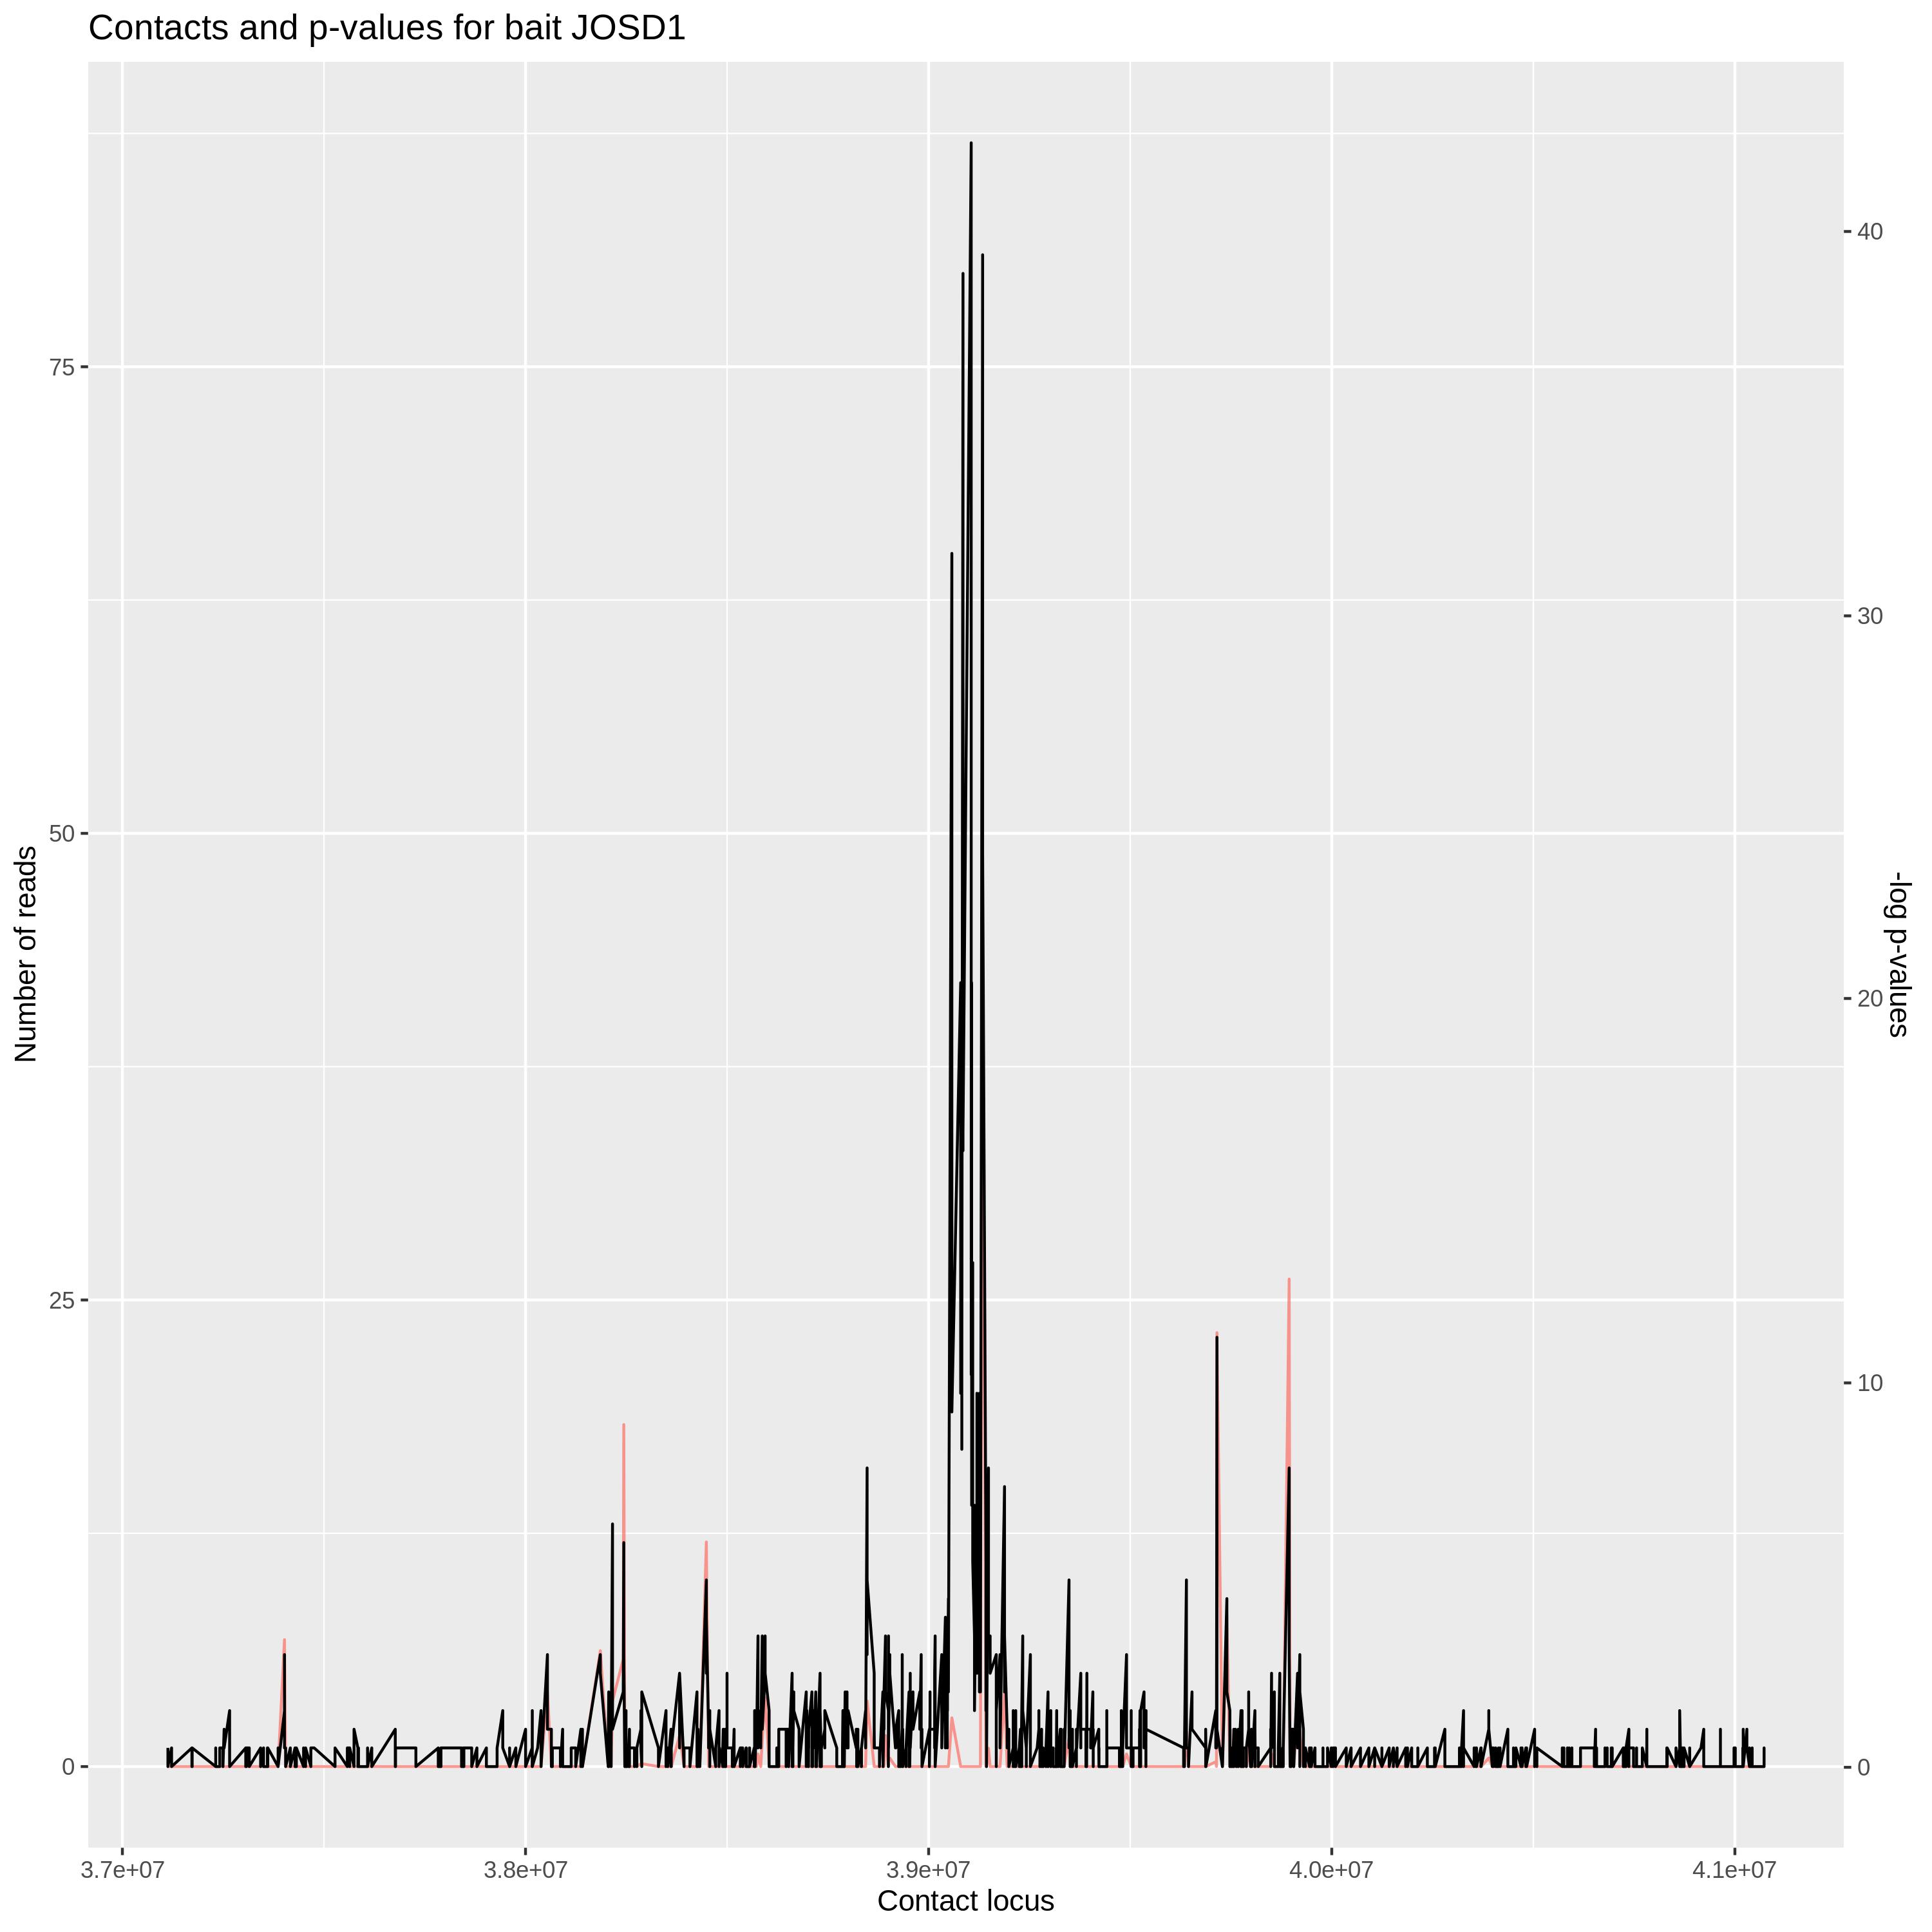 Contacts and p-values for bait JOSD1
Number of reads
75
50
25
0
40
30
20
10
0
-log p-values
3.7e+07 3.8e+07 3.9e+07 4.0e+07 4.1e+07
Contact locus